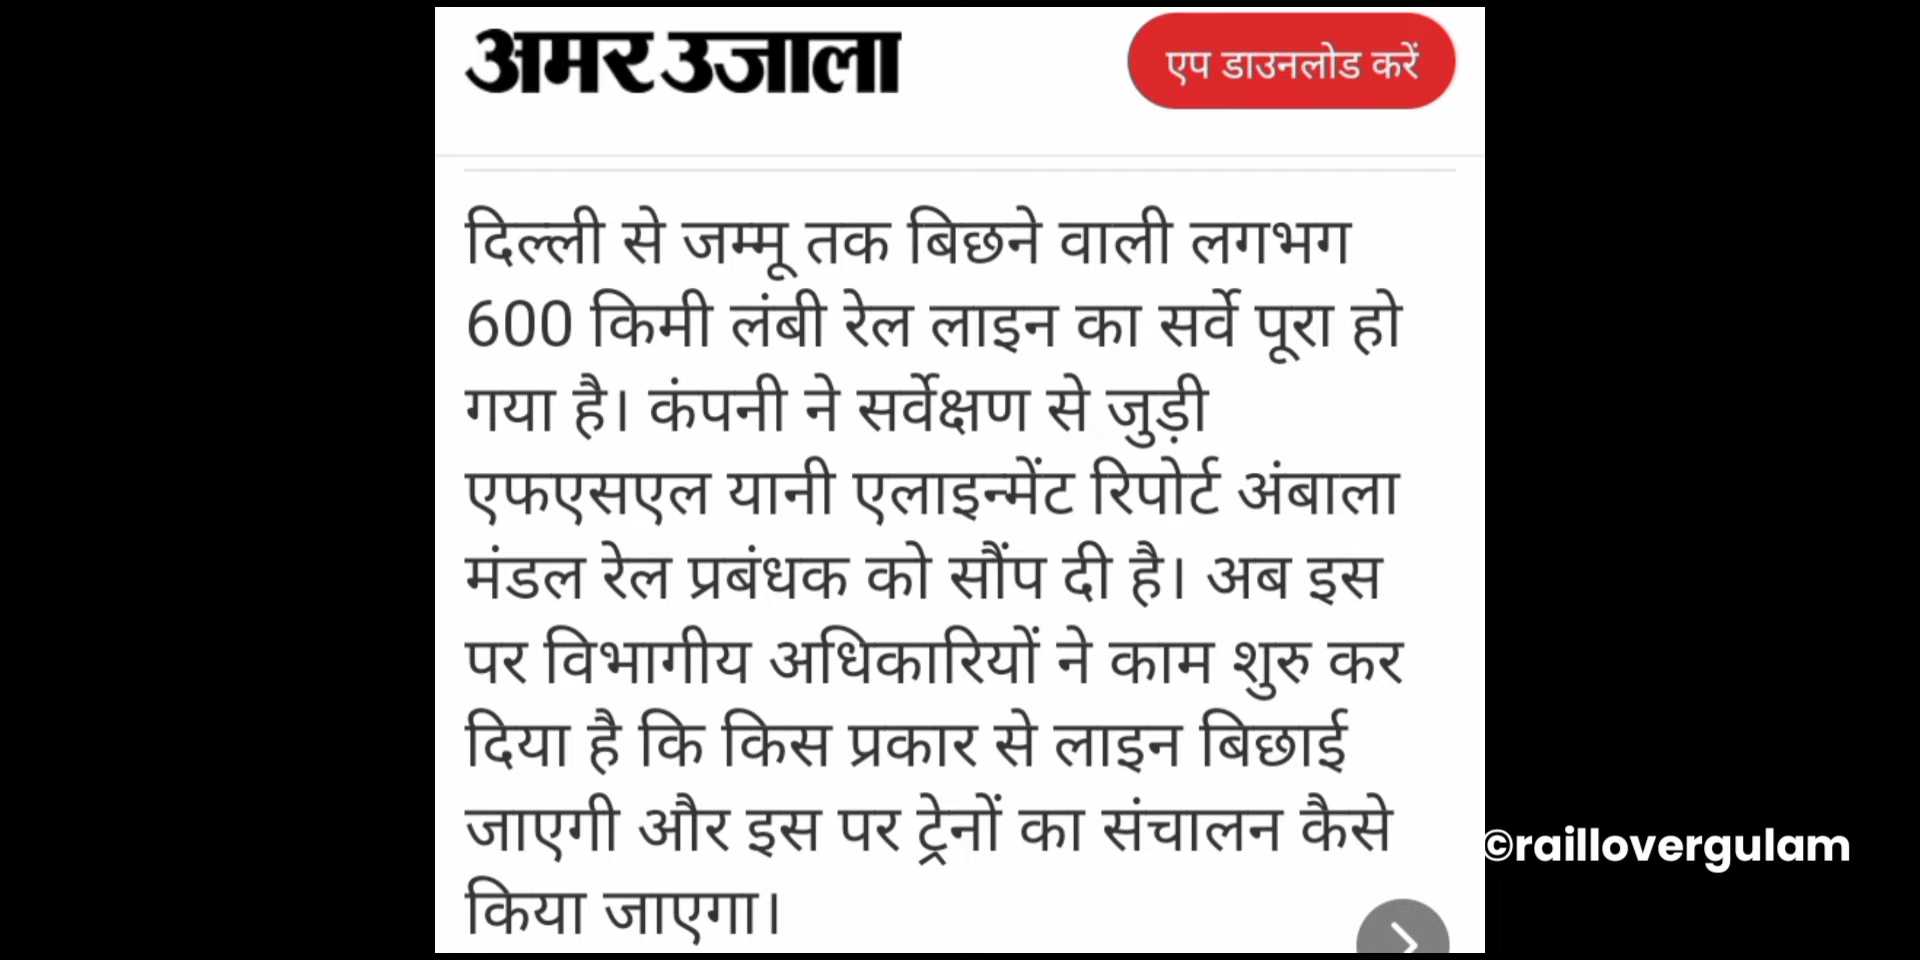 अमर उजाला
एप डाउनलोड करें
दिल्ली से जम्मू तक बिछने वाली लगभग
600 किमी लंबी रेल लाइन का सर्वे पूरा हो
गया है। कंपनी ने सर्वेक्षण से जुड़ी
एफएसएल यानी एलाइन्मेंट रिपोर्ट अंबाला
मंडल रेल प्रबंधक को सौंप दी है। अब इस
पर विभागीय अधिकारियों ने काम शुरु कर
दिया है कि किस प्रकार से लाइन बिछाई
जाएगी और इस पर ट्रेनों का संचालन कैसे
किया जाएगा।
©raillovergulam